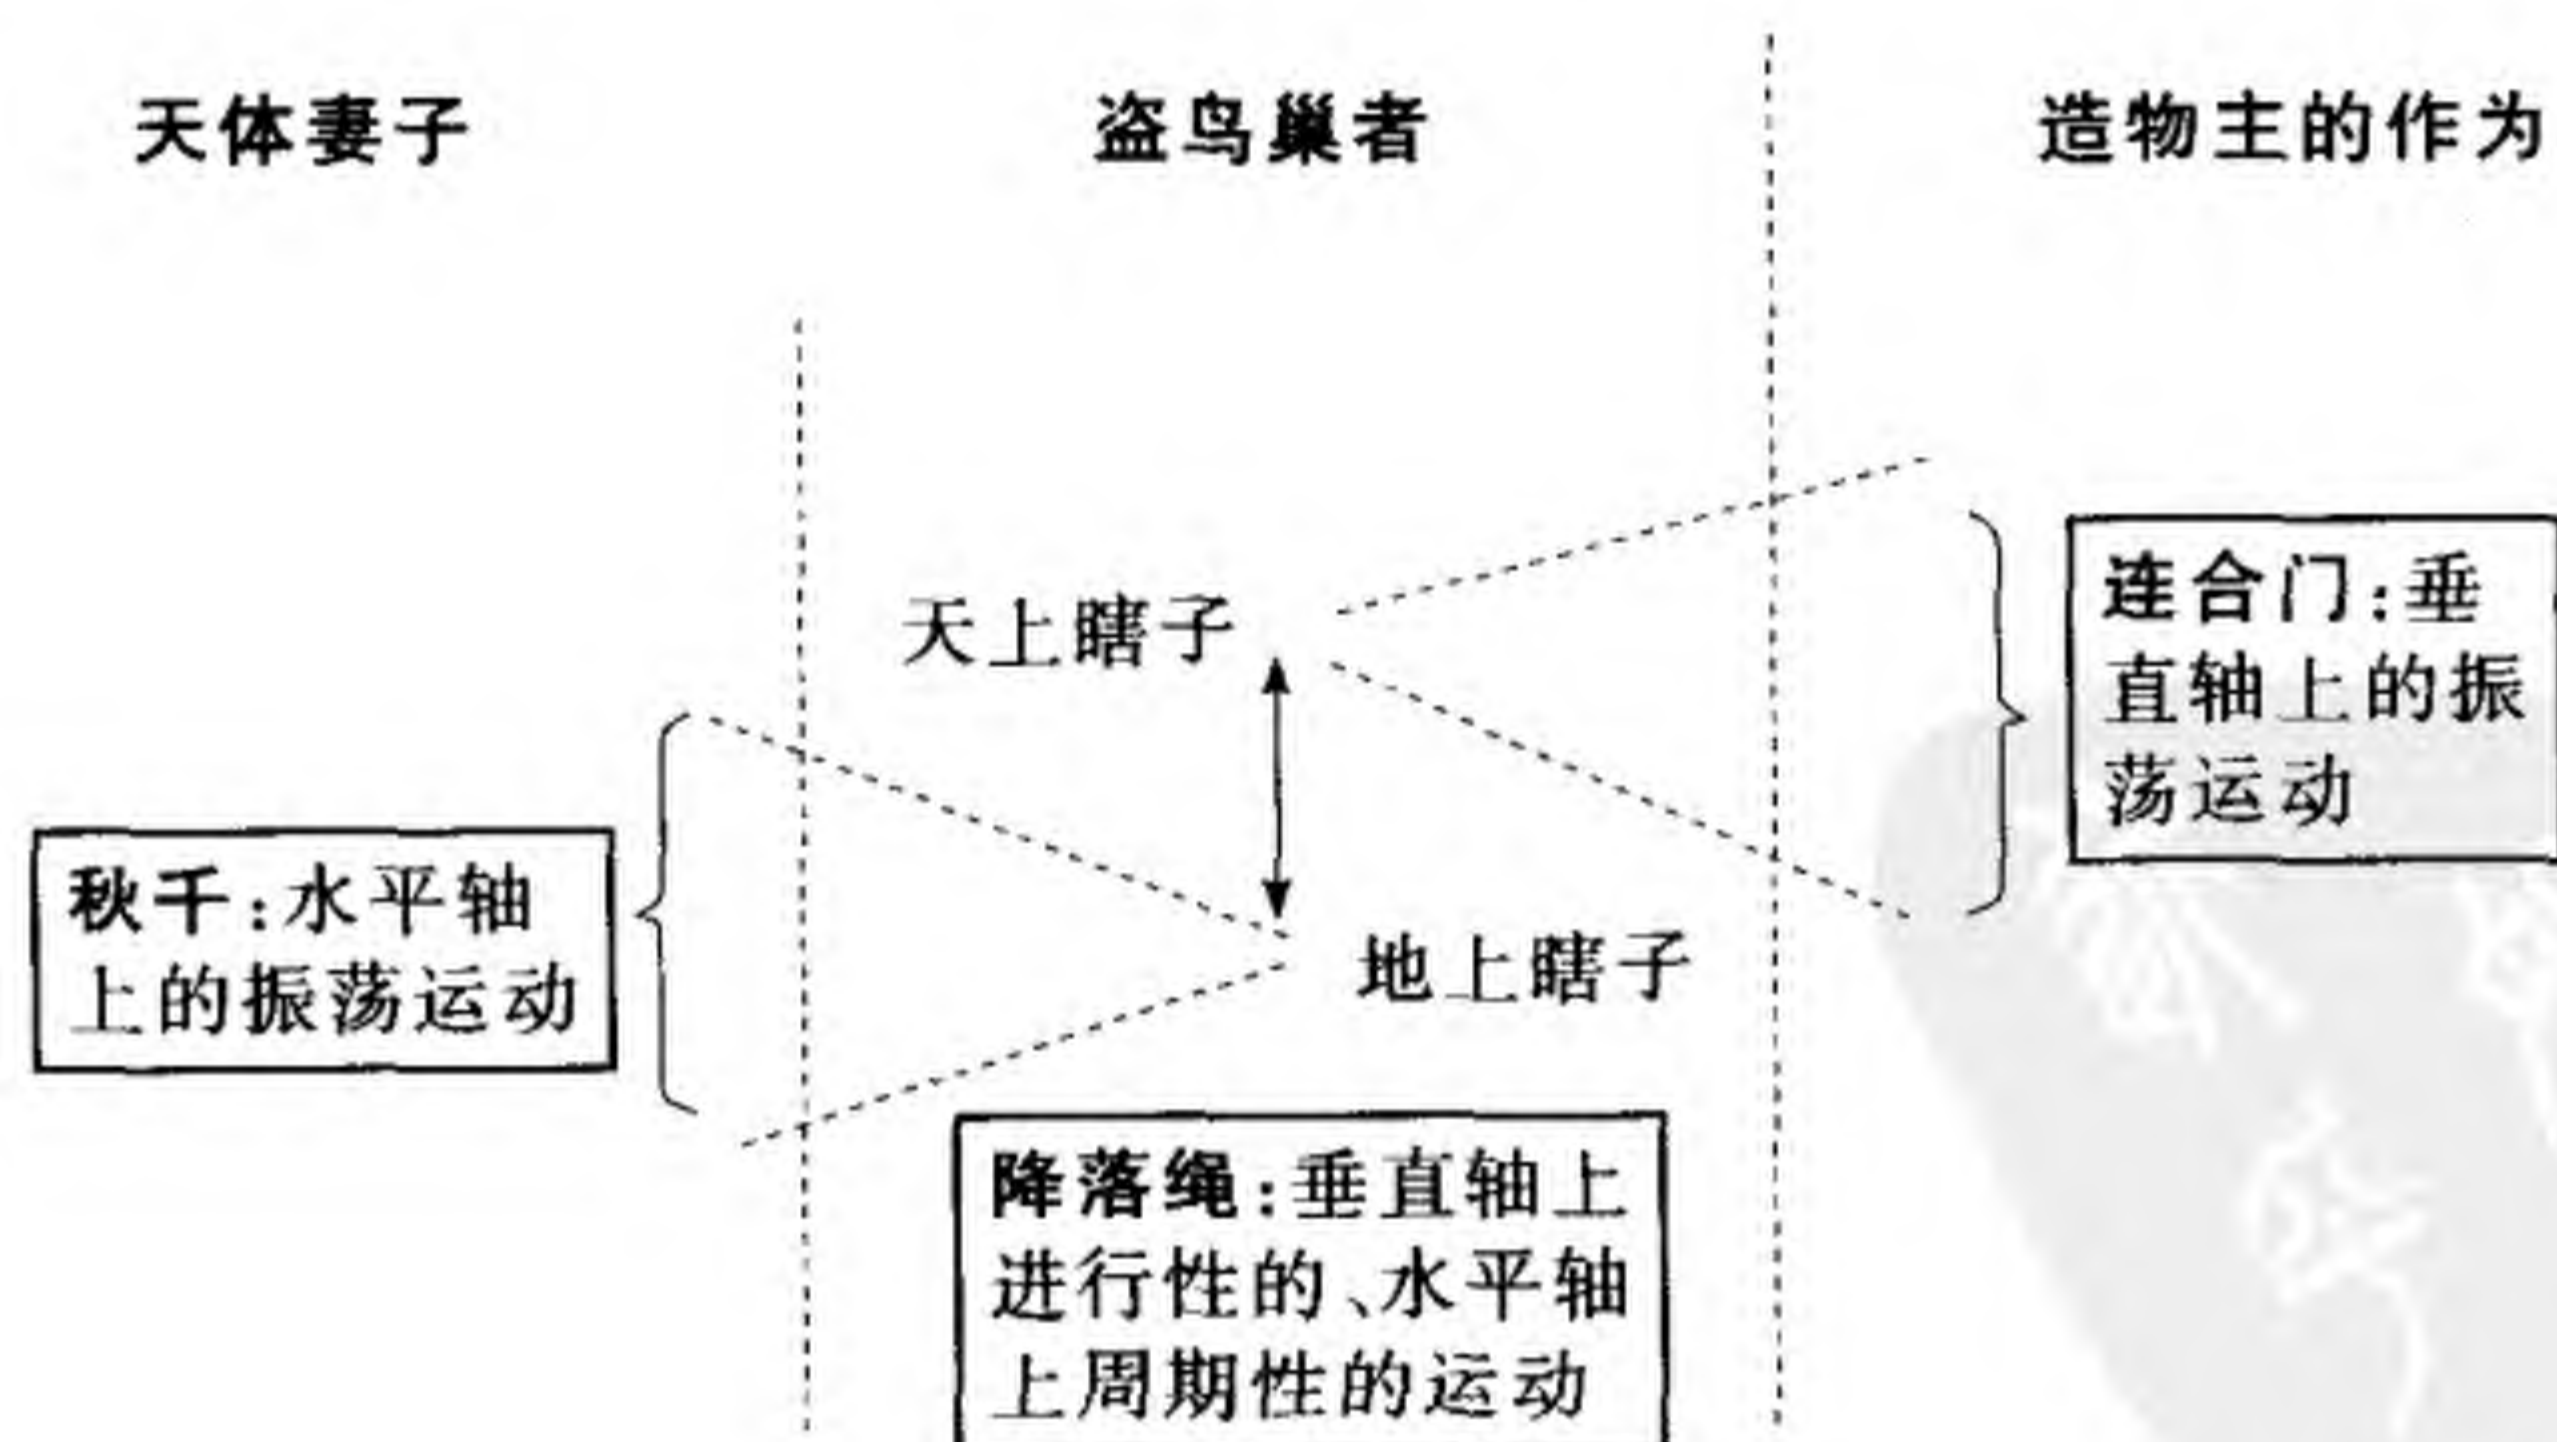 天体妻子
盗鸟巢者
造物主的作为
天上瞎子
连合门:垂
直轴上的振
荡运动
秋千:水平轴
上的振荡运动
地上瞎子
降落绳:垂直轴上
进行性的、水平轴
上周期性的运动